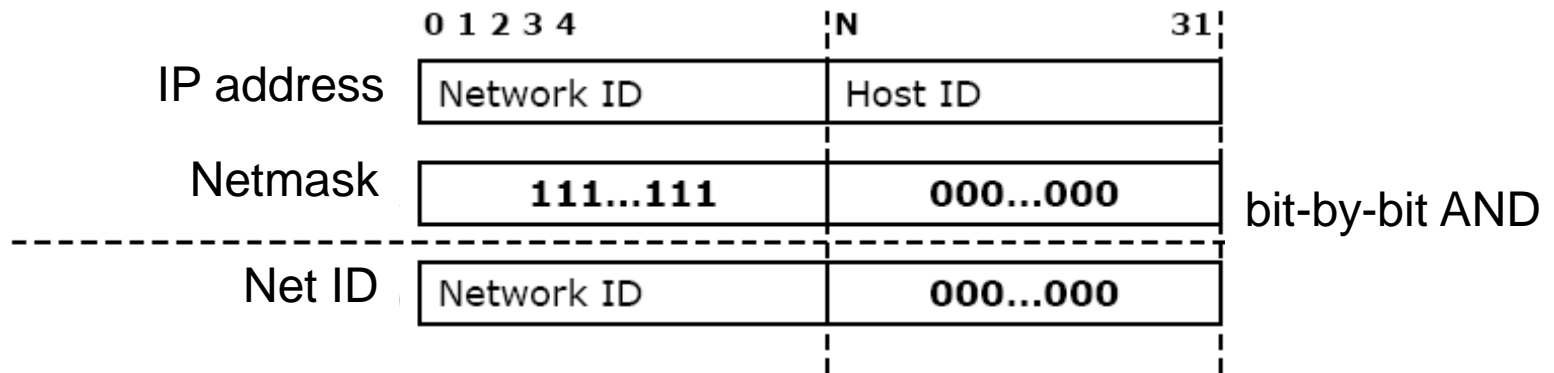 0 1 2 3 4 N 31
IP address Network ID Host ID
Netmask 111...111 000...000
bit-by-bit AND
Net ID Network ID 000...000